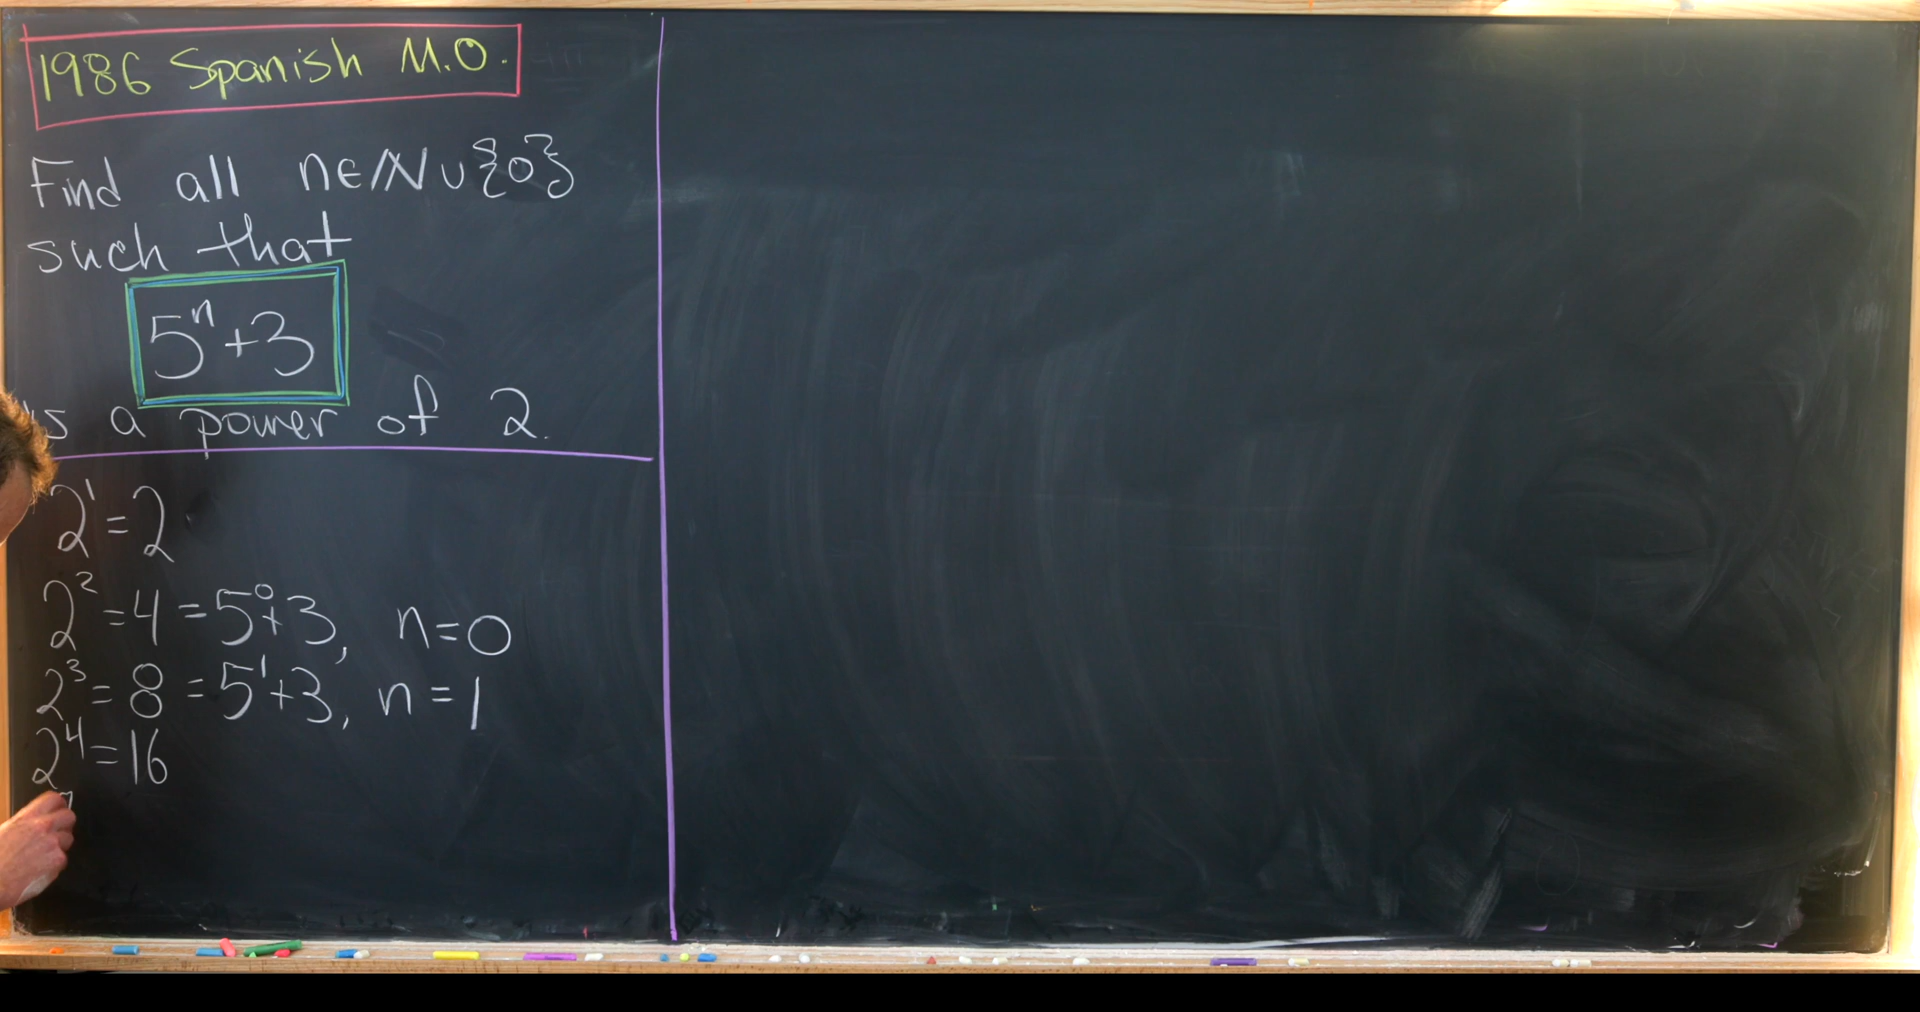 1986 Spanish M.O.
Find all n∈ℕ∪{0}
such that
5ⁿ+3
is a power of 2.
2¹=2
2²=4=5⁰+3, n=0
2³=8=5¹+3, n=1
2⁴=16